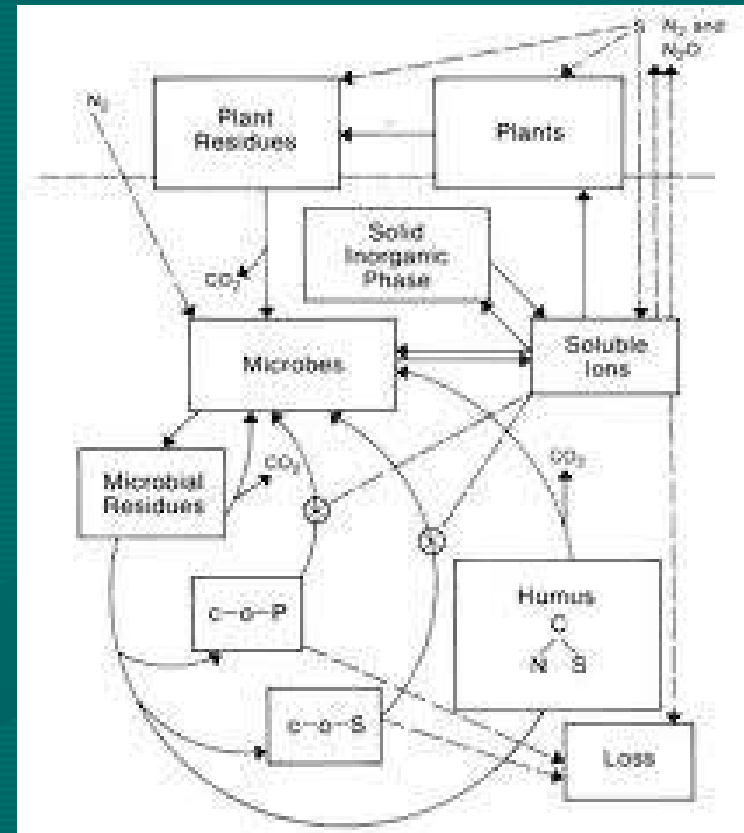 S
N₂ and
N₂O
N₂
Plant
Residues
Plants
Solid
Inorganic
Phase
CO₂
Microbes
Soluble
Ions
Microbial
Residues
CO₂
CO₂
Humus
C
N S
c-o-P
c-o-S
Loss